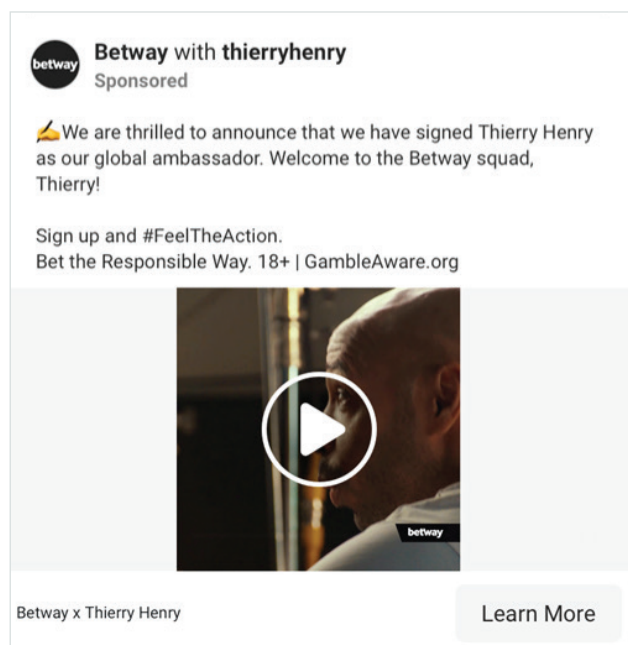 betway
Betway with thierryhenry
Sponsored
✍️We are thrilled to announce that we have signed Thierry Henry
as our global ambassador. Welcome to the Betway squad,
Thierry!
Sign up and #FeelTheAction.
Bet the Responsible Way. 18+ | GambleAware.org
betway
Betway x Thierry Henry
Learn More